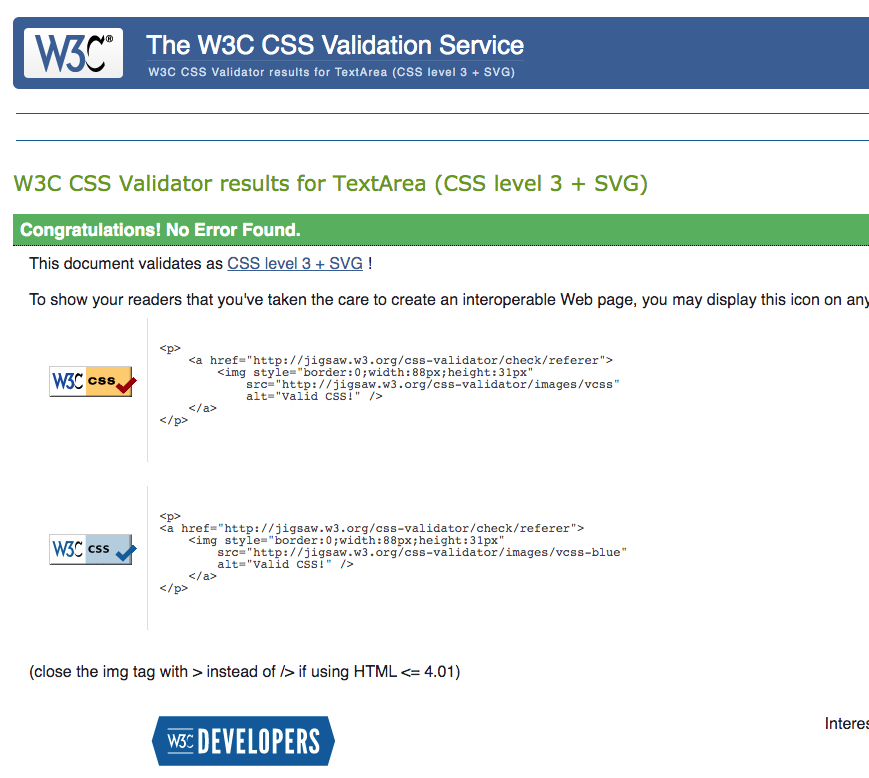 W3C®
The W3C CSS Validation Service
W3C CSS Validator results for TextArea (CSS level 3 + SVG)
W3C CSS Validator results for TextArea (CSS level 3 + SVG)
Congratulations! No Error Found.
This document validates as CSS level 3 + SVG !
To show your readers that you've taken the care to create an interoperable Web page, you may display this icon on any
W3C css
<p>
<a href="http://jigsaw.w3.org/css-validator/check/referer">
<img style="border:0;width:88px;height:31px"
src="http://jigsaw.w3.org/css-validator/images/vcss"
alt="Valid CSS!" />
</a>
</p>
W3C css
<p>
<a href="http://jigsaw.w3.org/css-validator/check/referer">
<img style="border:0;width:88px;height:31px"
src="http://jigsaw.w3.org/css-validator/images/vcss-blue"
alt="Valid CSS!" />
</a>
</p>
(close the img tag with > instead of /> if using HTML <= 4.01)
Interes
W3C DEVELOPERS